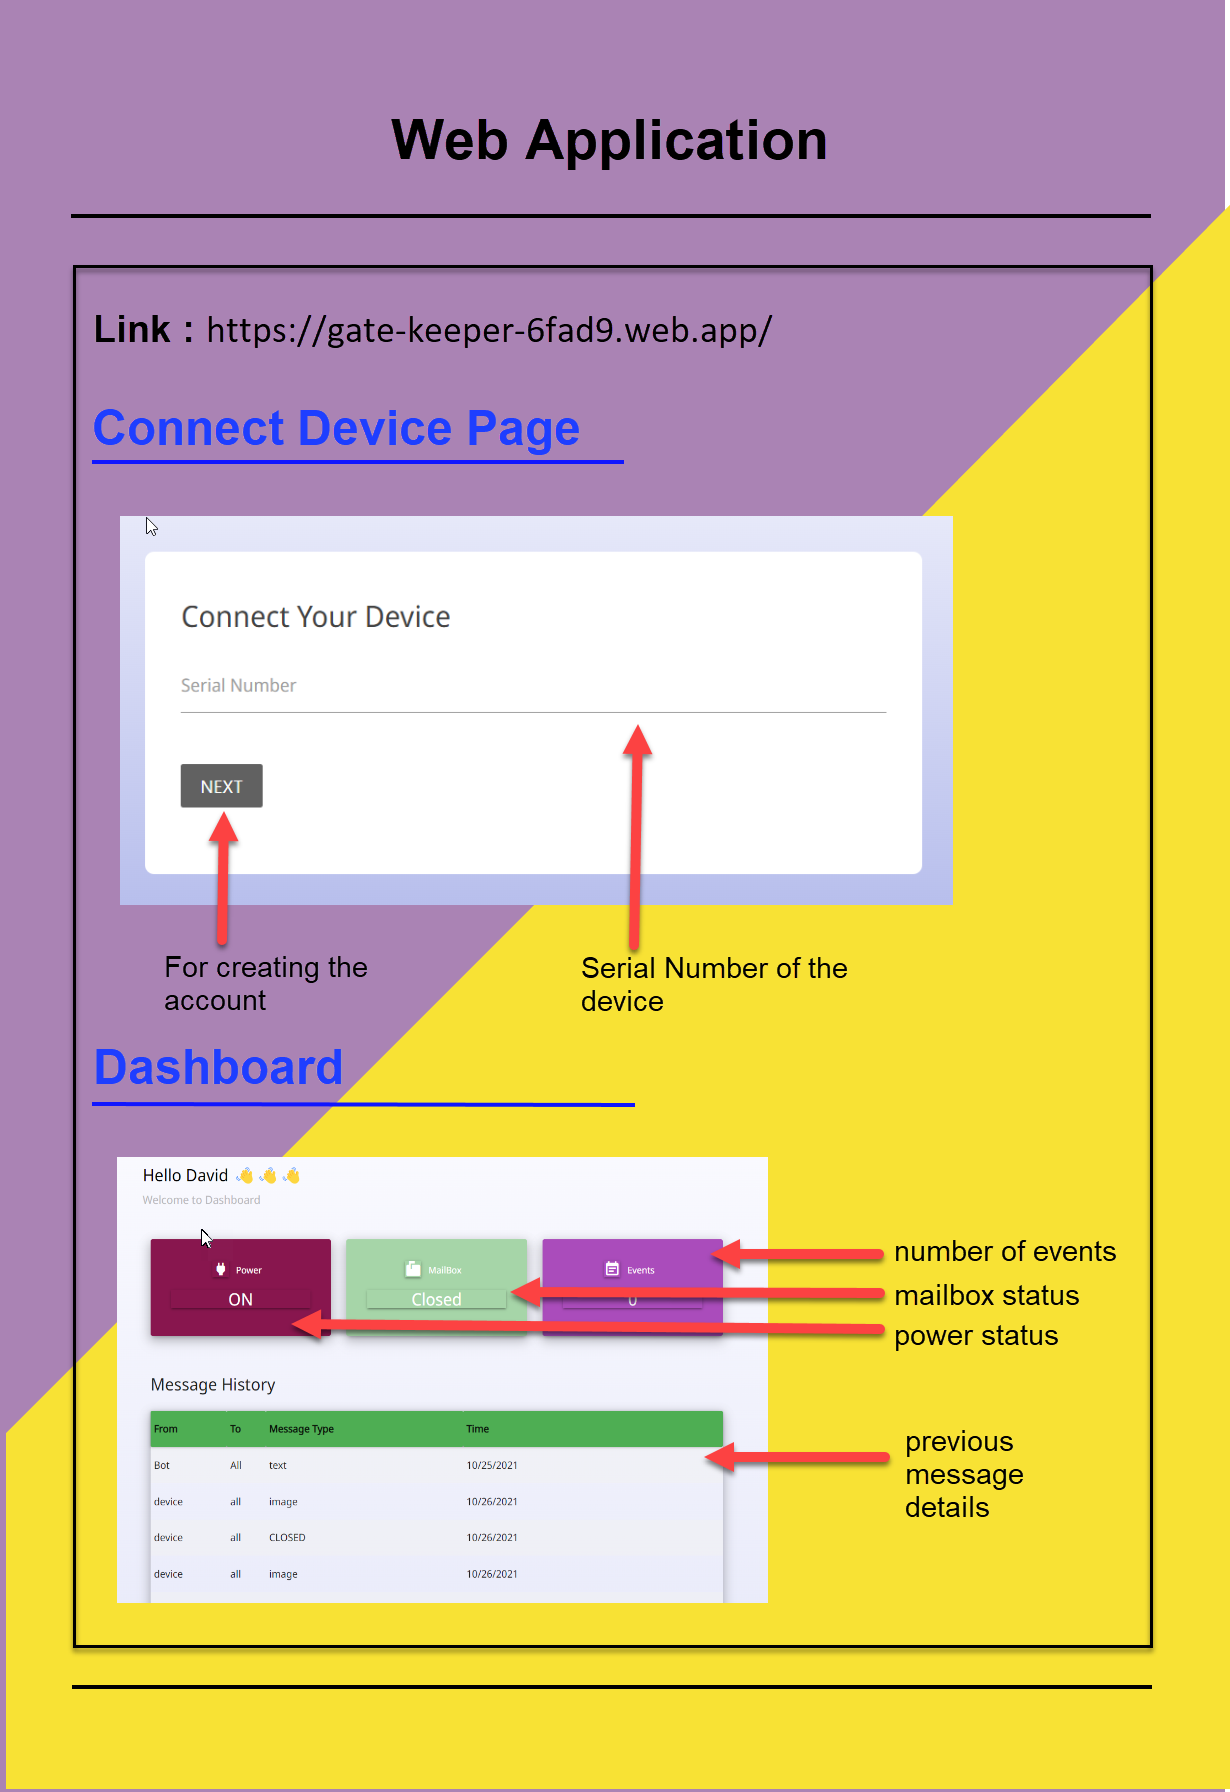 Web Application
Link : https://gate-keeper-6fad9.web.app/
Connect Device Page
Connect Your Device
Serial Number
NEXT
For creating the
account
Serial Number of the
device
Dashboard
Hello David 👋 👋 👋
Welcome to Dashboard
Power
ON
MailBox
Closed
Events
0
number of events
mailbox status
power status
Message History
From To Message Type Time
Bot All text 10/25/2021
device all image 10/26/2021
device all CLOSED 10/26/2021
device all image 10/26/2021
previous
message
details